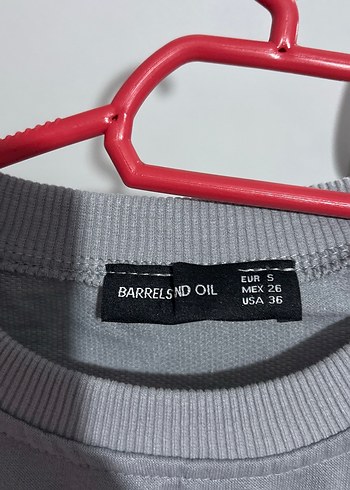 BARRELS ND OIL
EUR S
MEX 26
USA 36